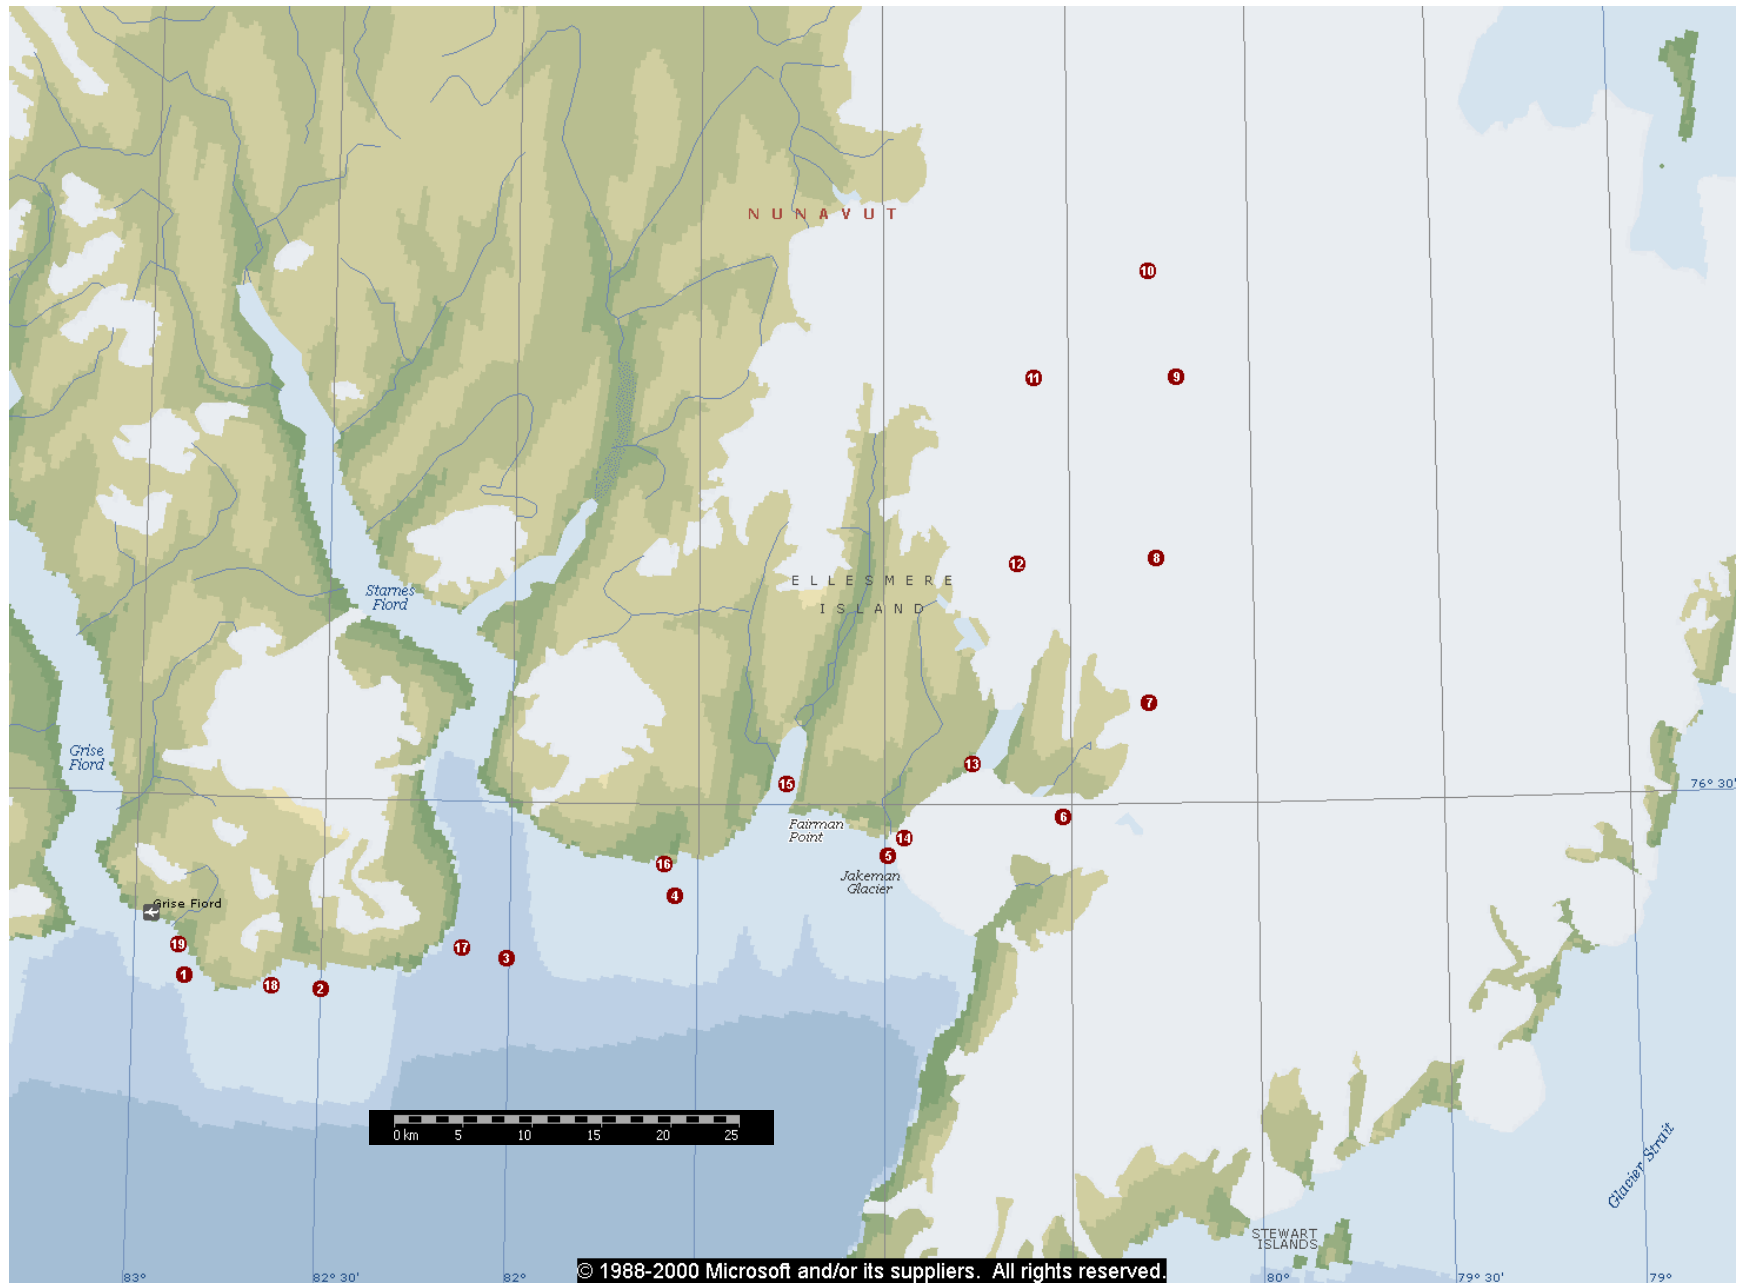 NUNAVUT
10
11
9
8
12
ELLESMERE
ISLAND
Starnes
Fiord
7
Grise
Fiord
13
15
76° 30'
6
Fairman
Point
14
5
16
Jakeman
Glacier
4
Grise Fiord
19
17
3
1
18
2
0 km 5 10 15 20 25
Glacier Strait
STEWART
ISLANDS
83° 82° 30' 82° 80° 79° 30' 79°
© 1988-2000 Microsoft and/or its suppliers. All rights reserved.